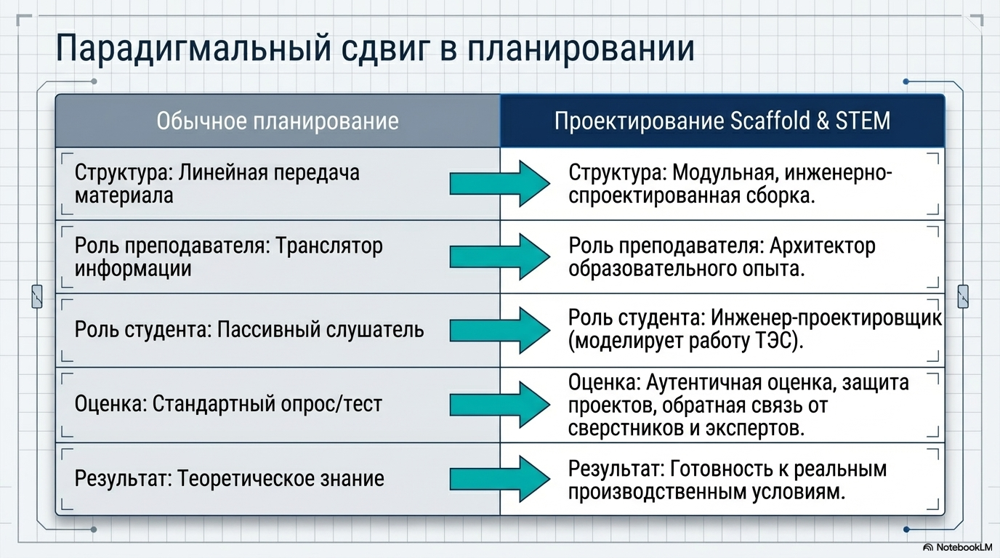 Парадигмальный сдвиг в планировании
Обычное планирование
Проектирование Scaffold & STEM
Структура: Линейная передача
материала
Структура: Модульная, инженерно-
спроектированная сборка.
Роль преподавателя: Транслятор
информации
Роль преподавателя: Архитектор
образовательного опыта.
Роль студента: Пассивный слушатель
Роль студента: Инженер-проектировщик
(моделирует работу ТЭС).
Оценка: Стандартный опрос/тест
Оценка: Аутентичная оценка, защита
проектов, обратная связь от
сверстников и экспертов.
Результат: Теоретическое знание
Результат: Готовность к реальным
производственным условиям.
NotebookLM